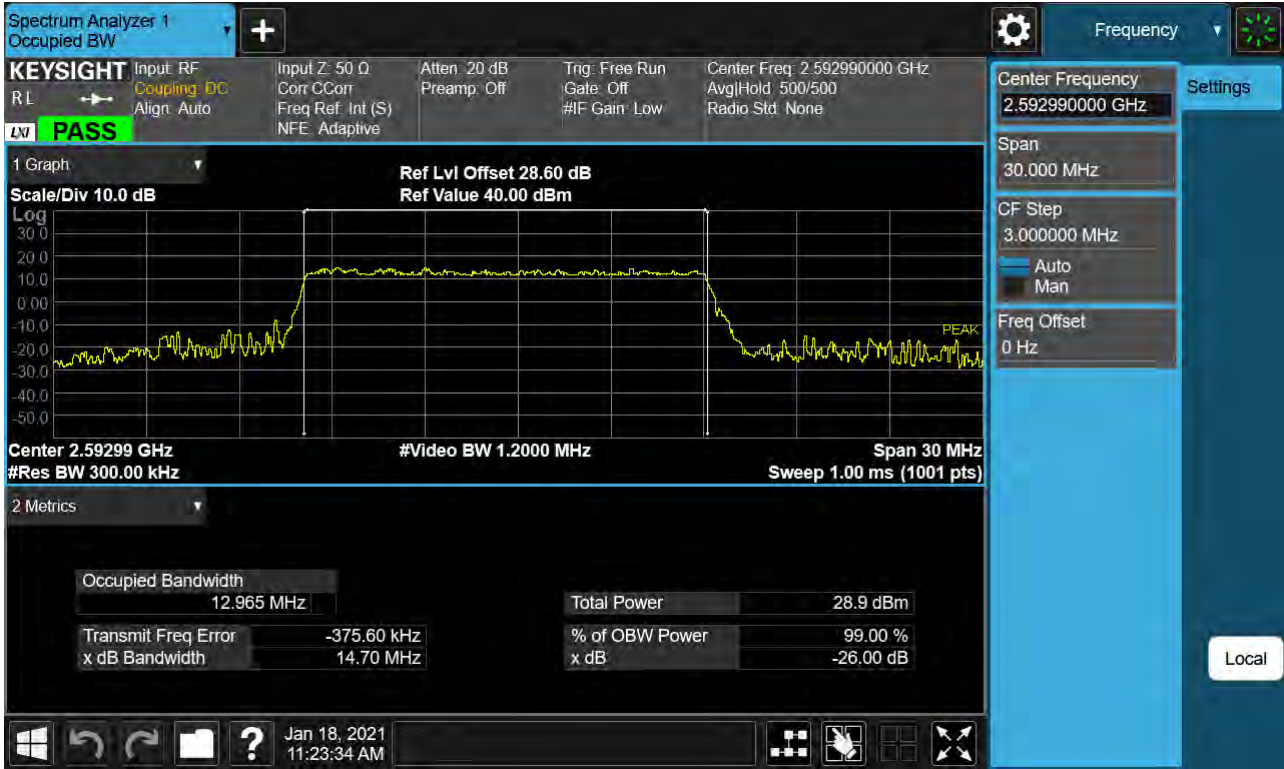 Spectrum Analyzer 1
Occupied BW
Frequency
KEYSIGHT
R L
LXI PASS
Input: RF
Coupling: DC
Align: Auto
Input Z: 50 Ω
Corr CCorr
Freq Ref: Int (S)
NFE: Adaptive
Atten: 20 dB
Preamp: Off
Trig: Free Run
Gate: Off
#IF Gain: Low
Center Freq: 2.592990000 GHz
Avg|Hold: 500/500
Radio Std: None
Center Frequency
2.592990000 GHz
Settings
Span
30.000 MHz
CF Step
3.000000 MHz
Auto
Man
Freq Offset
0 Hz
Local
1 Graph
Scale/Div 10.0 dB
Ref Lvl Offset 28.60 dB
Ref Value 40.00 dBm
Log
30.0
20.0
10.0
0.00
-10.0
-20.0
-30.0
-40.0
-50.0
PEAK
Center 2.59299 GHz
#Video BW 1.2000 MHz
Span 30 MHz
#Res BW 300.00 kHz
Sweep 1.00 ms (1001 pts)
2 Metrics
Occupied Bandwidth
12.965 MHz
Total Power 28.9 dBm
Transmit Freq Error -375.60 kHz
% of OBW Power 99.00 %
x dB Bandwidth 14.70 MHz
x dB -26.00 dB
?
Jan 18, 2021
11:23:34 AM